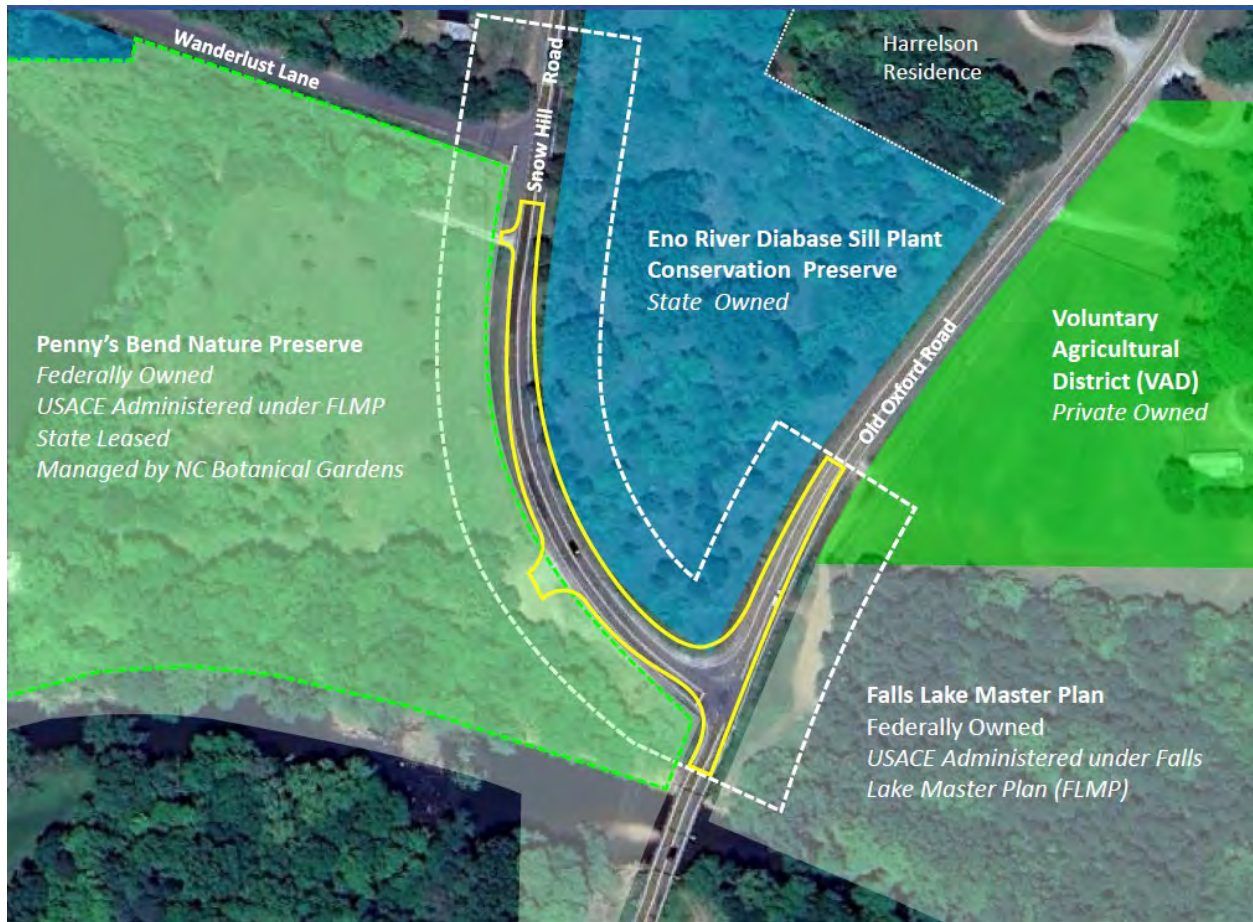 Wanderlust Lane
Snow Hill Road
Harrelson
Residence
Eno River Diabase Sill Plant
Conservation Preserve
State Owned
Old Oxford Road
Voluntary
Agricultural
District (VAD)
Private Owned
Penny's Bend Nature Preserve
Federally Owned
USACE Administered under FLMP
State Leased
Managed by NC Botanical Gardens
Falls Lake Master Plan
Federally Owned
USACE Administered under Falls
Lake Master Plan (FLMP)